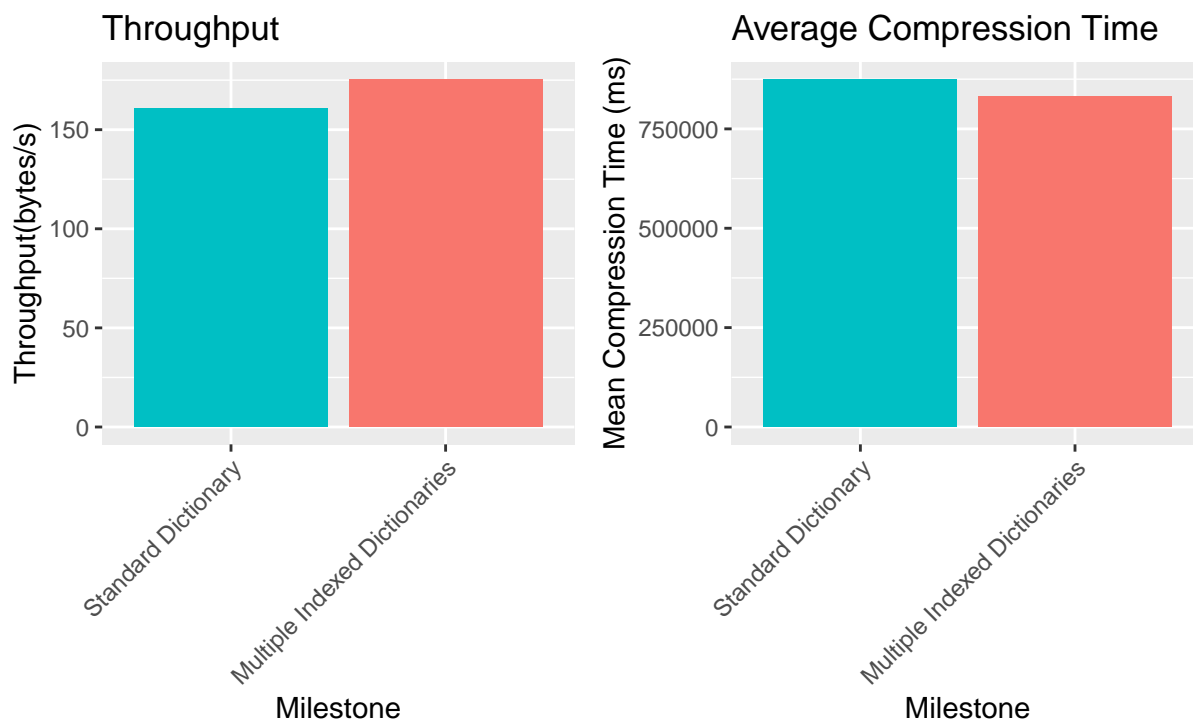 Throughput
Throughput(bytes/s)
150
100
50
0
Standard Dictionary
Multiple Indexed Dictionaries
Milestone
Average Compression Time
Mean Compression Time (ms)
750000
500000
250000
0
Standard Dictionary
Multiple Indexed Dictionaries
Milestone